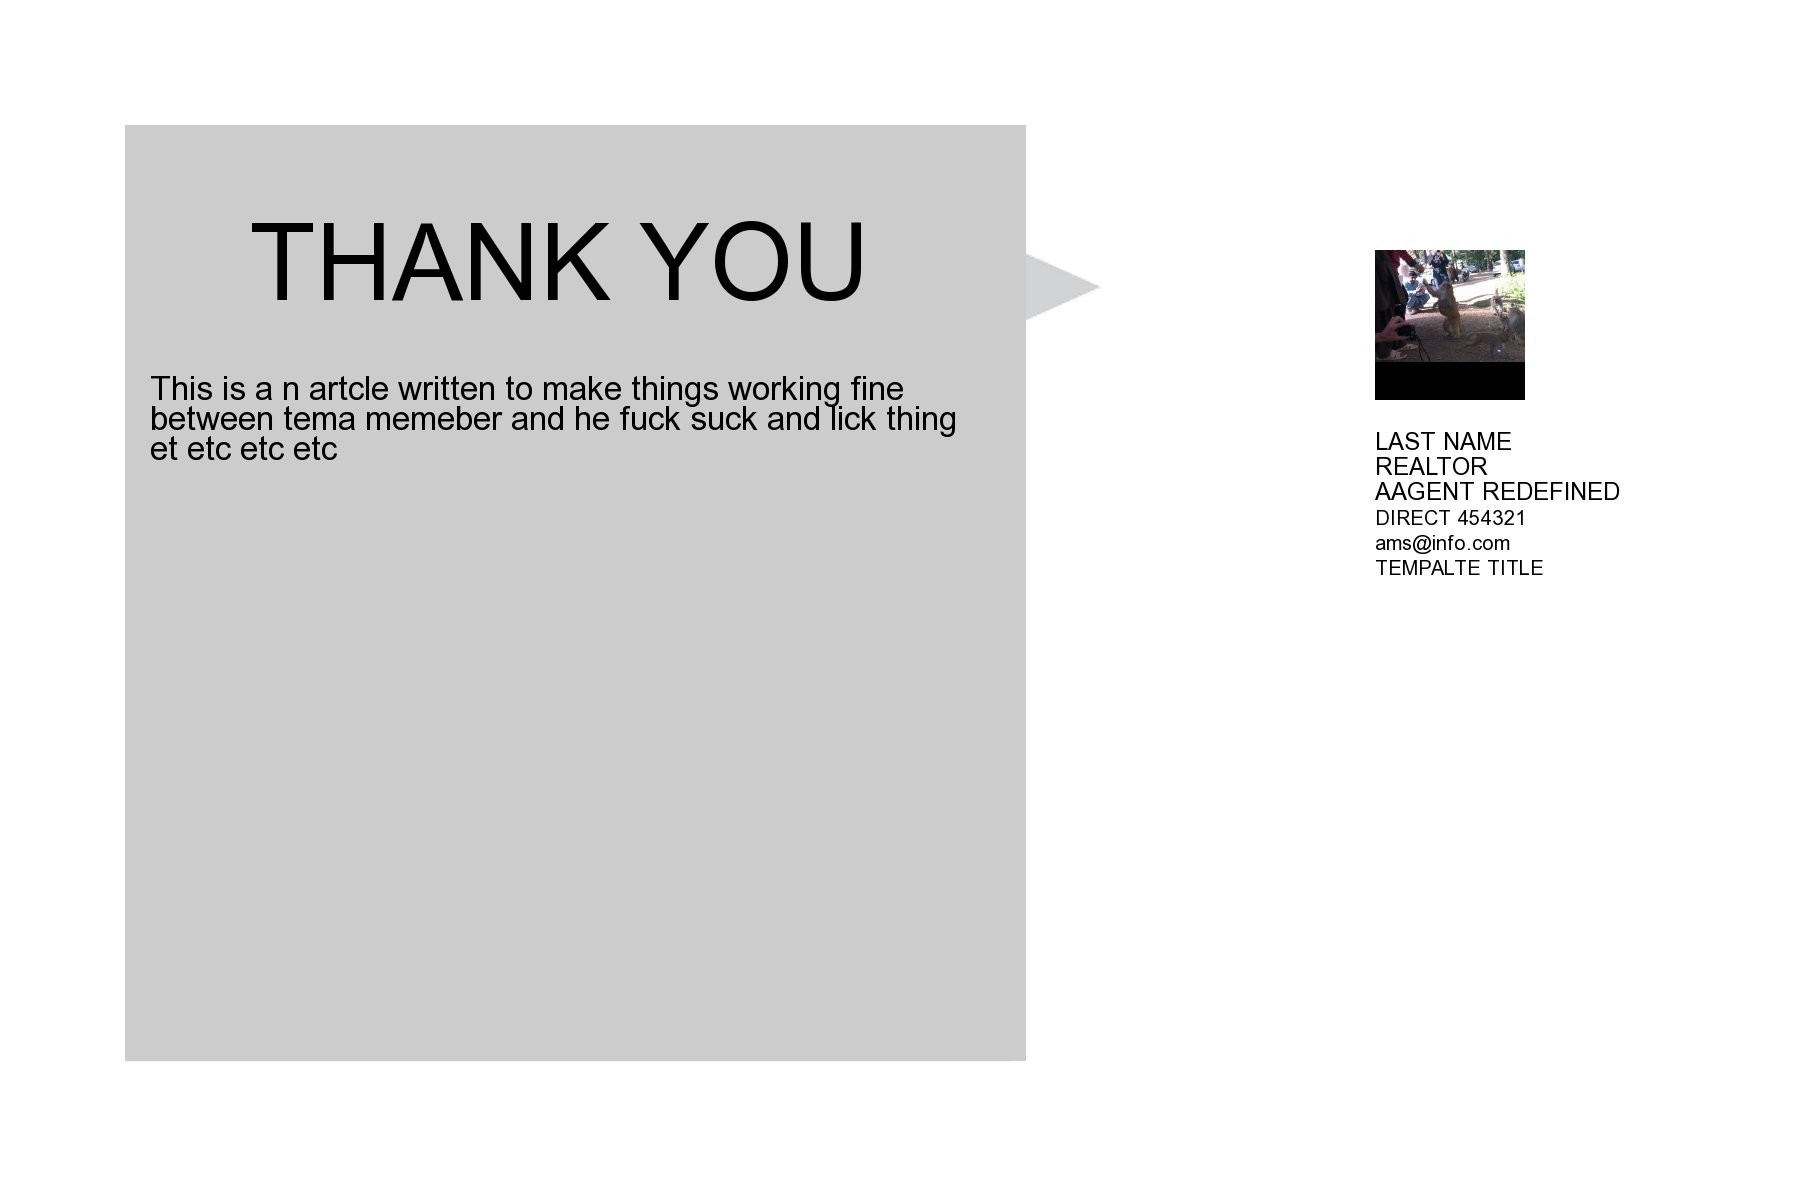 THANK YOU
This is a n artcle written to make things working fine
between tema memeber and he fuck suck and lick thing
et etc etc etc
LAST NAME
REALTOR
AAGENT REDEFINED
DIRECT 454321
ams@info.com
TEMPALTE TITLE